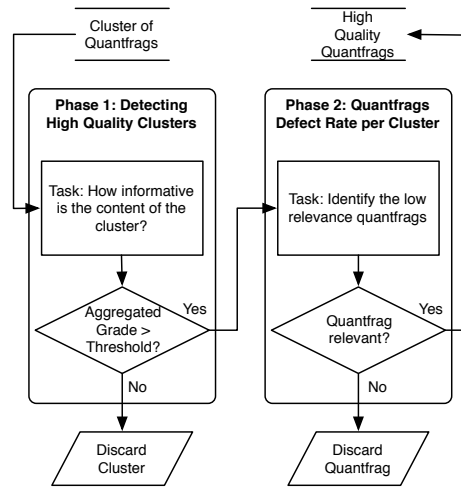 Cluster of
Quantfrags
High
Quality
Quantfrags
Phase 1: Detecting
High Quality Clusters
Task: How informative
is the content of the
cluster?
Aggregated
Grade >
Threshold?
Yes
No
Discard
Cluster
Phase 2: Quantfrags
Defect Rate per Cluster
Task: Identify the low
relevance quantfrags
Quantfrag
relevant?
Yes
No
Discard
Quantfrag